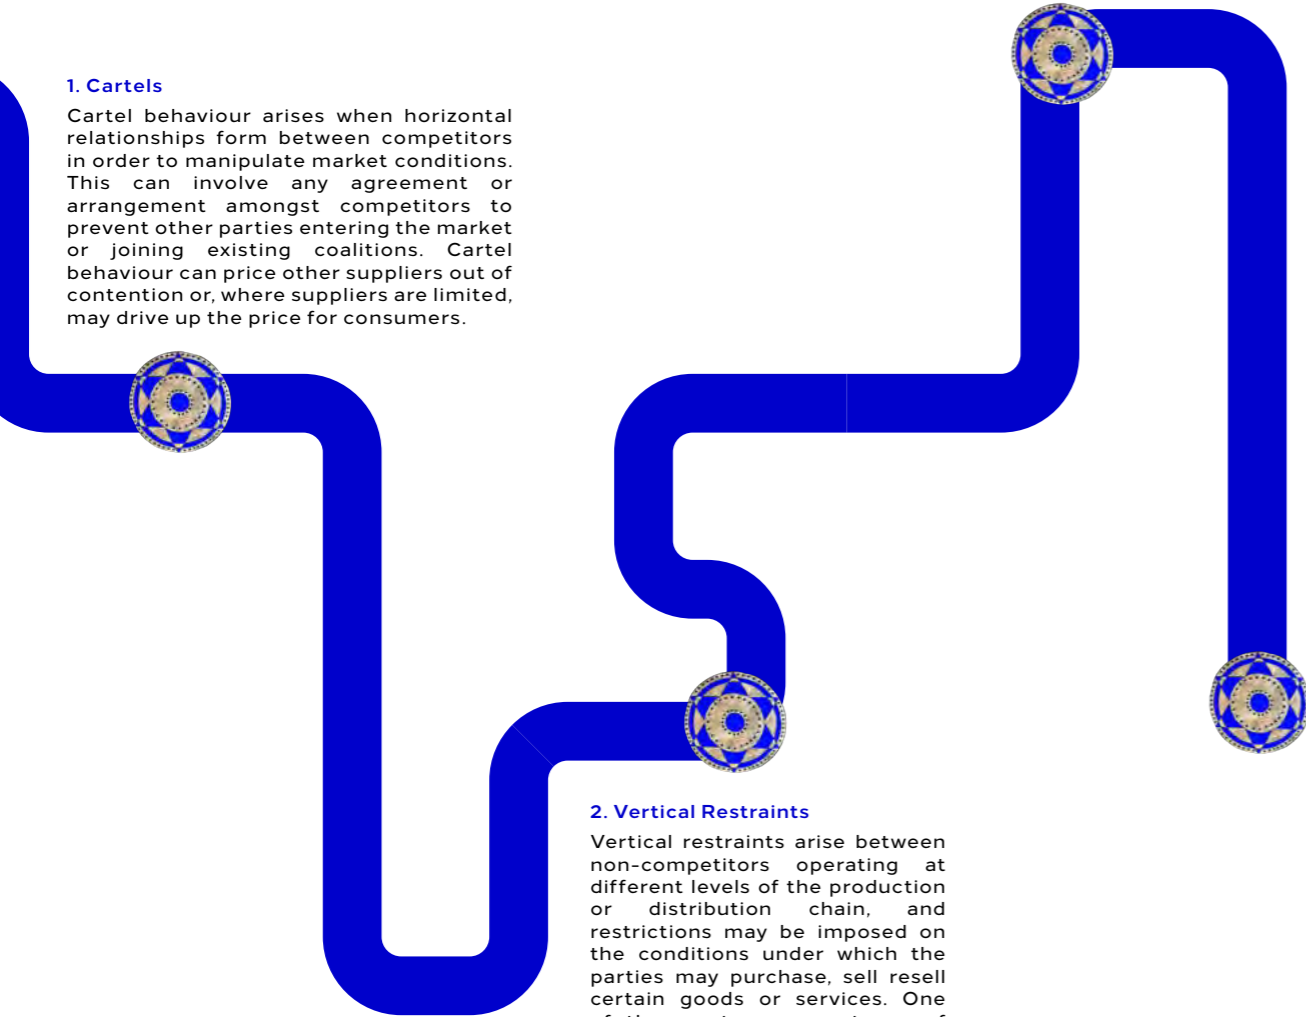 1. Cartels
Cartel behaviour arises when horizontal
relationships form between competitors
in order to manipulate market conditions.
This can involve any agreement or
arrangement amongst competitors to
prevent other parties entering the market
or joining existing coalitions. Cartel
behaviour can price other suppliers out of
contention or, where suppliers are limited,
may drive up the price for consumers.
2. Vertical Restraints
Vertical restraints arise between
non-competitors operating at
different levels of the production
or distribution chain, and
restrictions may be imposed on
the conditions under which the
parties may purchase, sell resell
certain goods or services. One